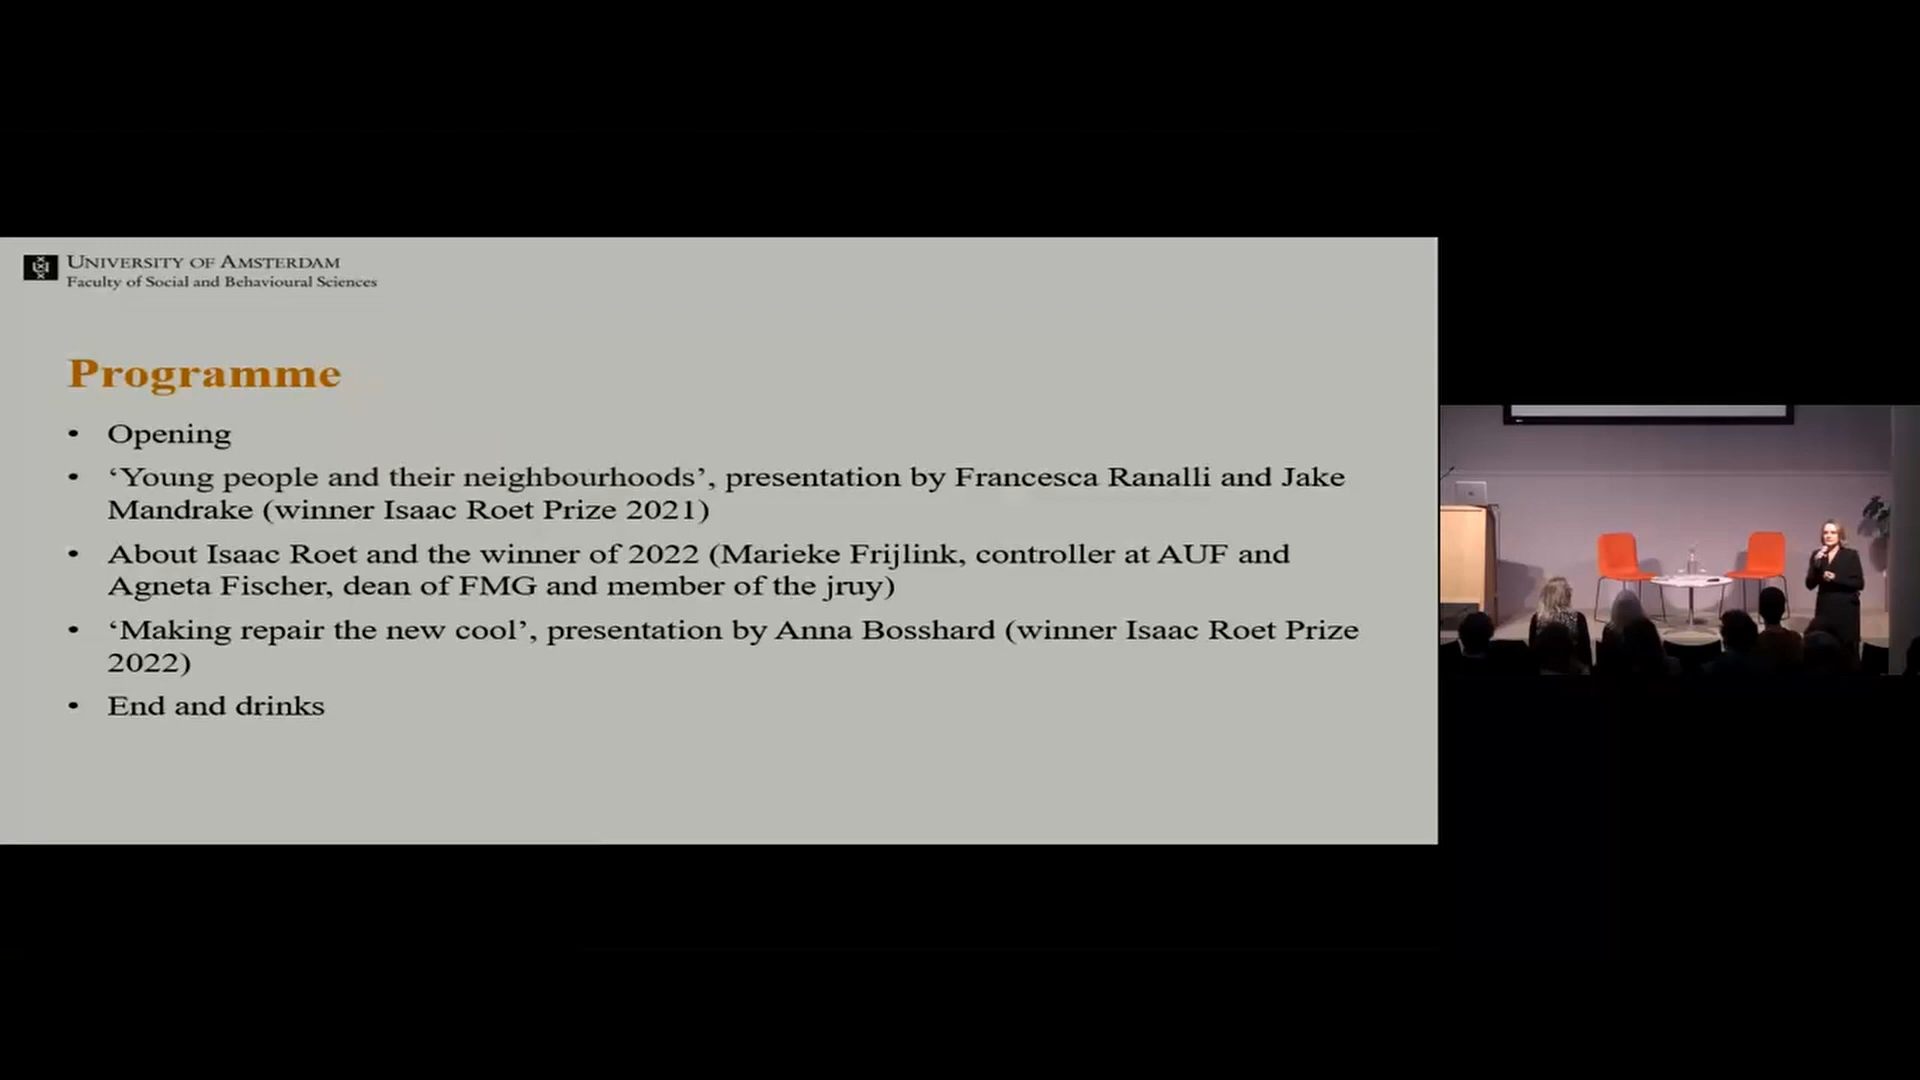 UNIVERSITY OF AMSTERDAM
Faculty of Social and Behavioural Sciences
Programme
• Opening
• ‘Young people and their neighbourhoods’, presentation by Francesca Ranalli and Jake
Mandrake (winner Isaac Roet Prize 2021)
• About Isaac Roet and the winner of 2022 (Marieke Frijlink, controller at AUF and
Agneta Fischer, dean of FMG and member of the jruy)
• ‘Making repair the new cool’, presentation by Anna Bosshard (winner Isaac Roet Prize
2022)
• End and drinks